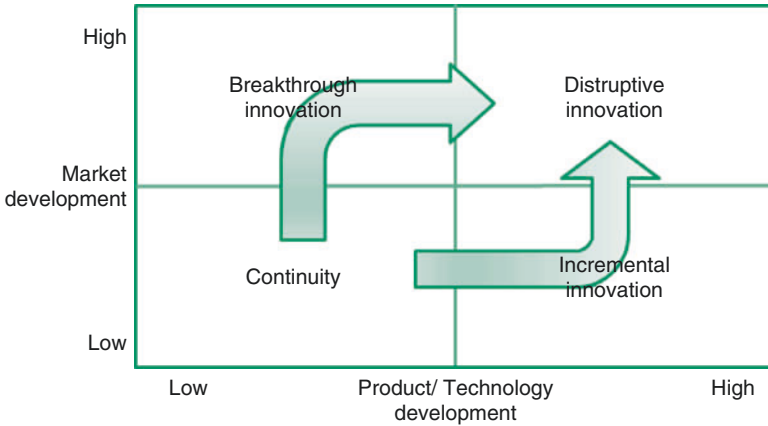 High
Breakthrough
innovation
Distruptive
innovation
Market
development
Continuity
Incremental
innovation
Low
Low
Product/ Technology
development
High